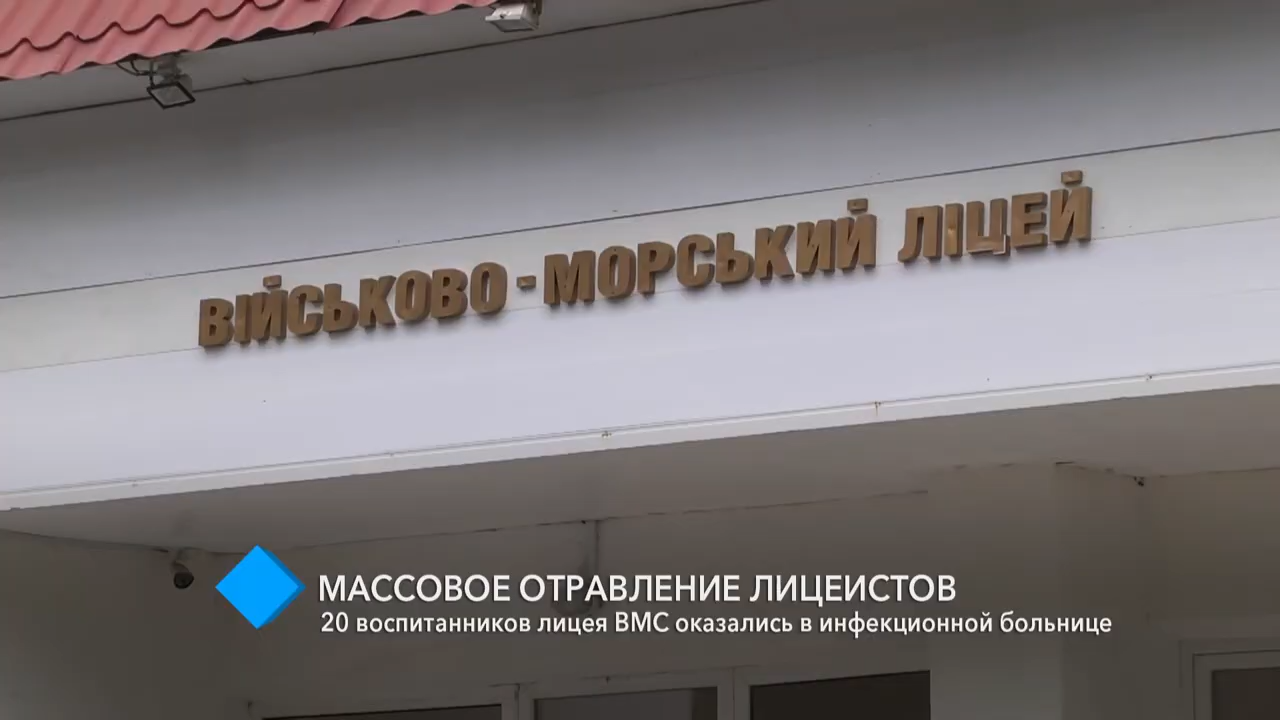 ВІЙСЬКОВО-МОРСЬКИЙ ЛІЦЕЙ
МАССОВОЕ ОТРАВЛЕНИЕ ЛИЦЕИСТОВ
20 воспитанников лицея ВМС оказались в инфекционной больнице